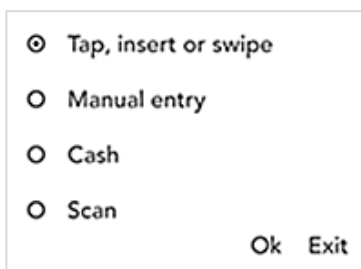 Tap, insert or swipe
Manual entry
Cash
Scan
Ok Exit